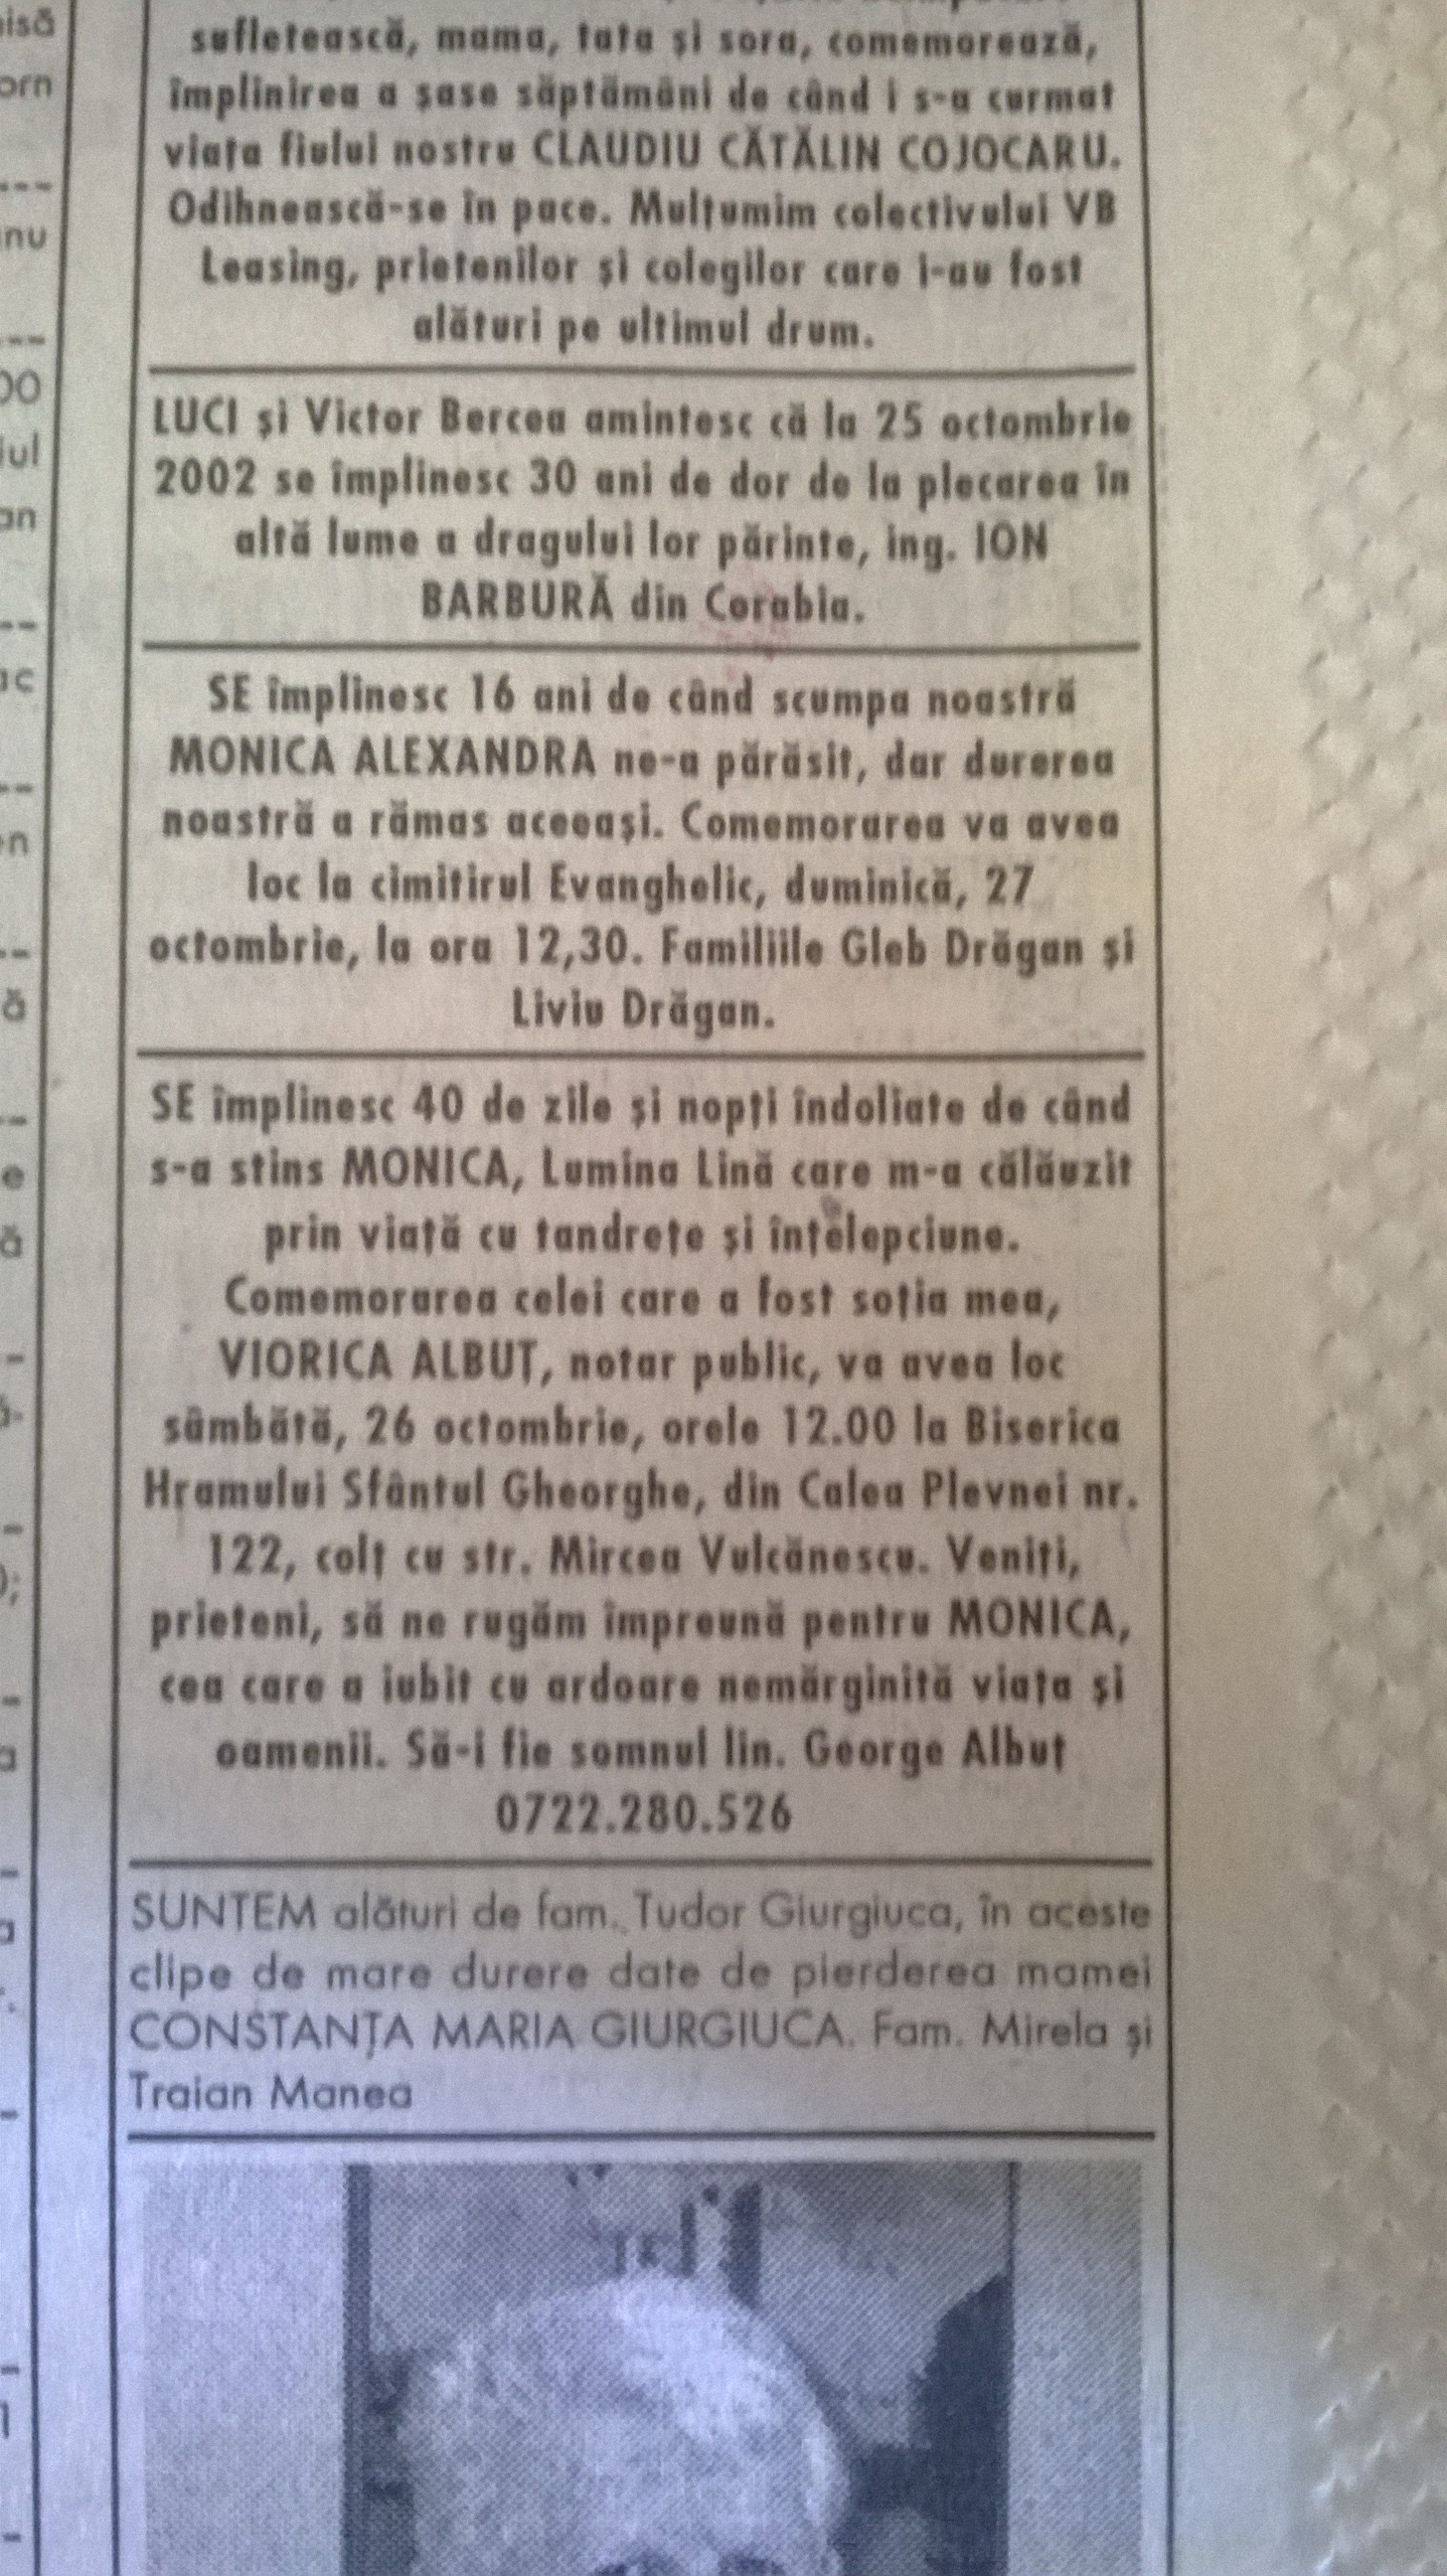 sufletească, mama, tata și sora, comemorează,
împlinirea a șase săptămâni de când i s-a curmat
viața fiului nostru CLAUDIU CĂTĂLIN COJOCARU.
Odihnească-se în pace. Mulțumim colectivului VB
Leasing, prietenilor și colegilor care i-au fost
alături pe ultimul drum.
LUCI și Victor Bercea amintesc că la 25 octombrie
2002 se împlinesc 30 ani de dor de la plecarea în
altă lume a dragului lor părinte, ing. ION
BARBURĂ din Corabia.
SE împlinesc 16 ani de când scumpa noastră
MONICA ALEXANDRA ne-a părăsit, dar durerea
noastră a rămas aceeași. Comemorarea va avea
loc la cimitirul Evanghelic, duminică, 27
octombrie, la ora 12,30. Familiile Gleb Drăgan și
Liviu Drăgan.
SE împlinesc 40 de zile și nopți îndoliate de când
s-a stins MONICA, Lumina Lină care m-a călăuzit
prin viață cu tandrețe și înțelepciune.
Comemorarea celei care a fost soția mea,
VIORICA ALBUȚ, notar public, va avea loc
sâmbătă, 26 octombrie, orele 12.00 la Biserica
Hramului Sfântul Gheorghe, din Calea Plevnei nr.
122, colț cu str. Mircea Vulcănescu. Veniți,
prieteni, să ne rugăm împreună pentru MONICA,
cea care a iubit cu ardoare nemărginită viața și
oamenii. Să-i fie somnul lin. George Albuț
0722.280.526
SUNTEM alături de fam. Tudor Giurgiuca, în aceste
clipe de mare durere date de pierderea mamei
CONSTANȚA MARIA GIURGIUCA. Fam. Mirela și
Traian Manea